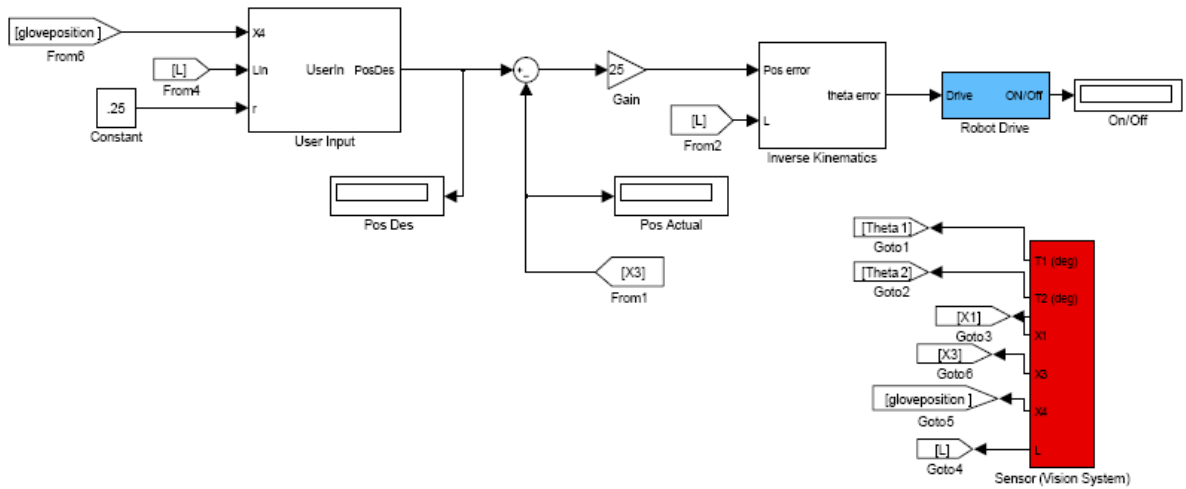 [gloveposition ]
From6
[L]
From4
.25
Constant
X4
Lin
r
UserIn
PosDes
User Input
+
_
25
Gain
[L]
From2
Pos error
L
theta error
Inverse Kinematics
Drive
ON/Off
Robot Drive
On/Off
Pos Des
Pos Actual
[X3]
From1
[Theta 1]
Goto1
[Theta 2]
Goto2
[X1]
Goto3
[X3]
Goto6
[gloveposition ]
Goto5
[L]
Goto4
T1 (deg)
T2 (deg)
X1
X3
X4
L
Sensor (Vision System)